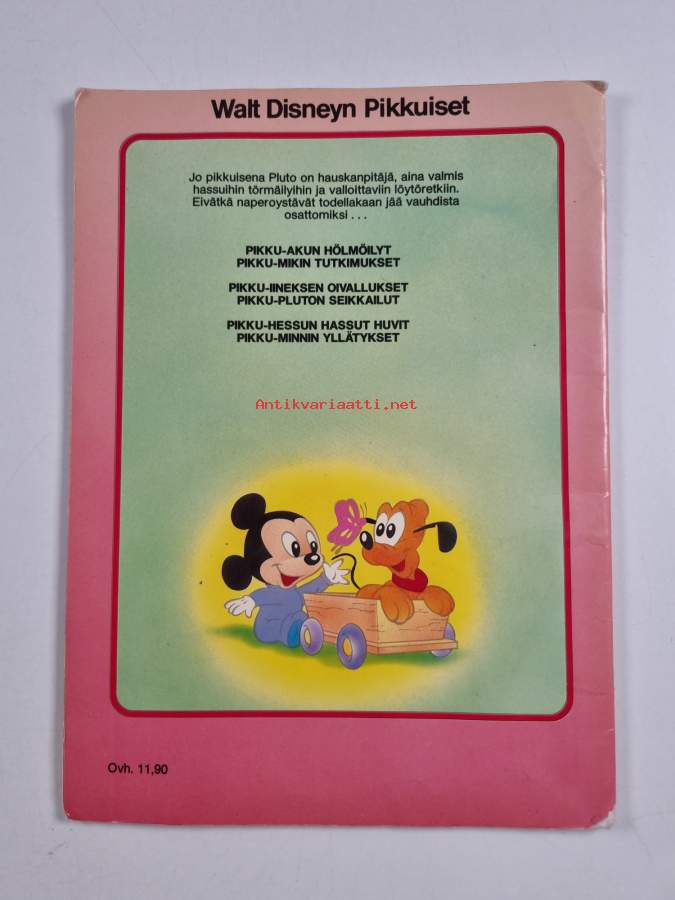 Walt Disneyn Pikkuiset
Jo pikkuisena Pluto on hauskanpitäjä, aina valmis
hassuihin törmäilyihin ja valloittaviin löytöretkiin.
Eivätkä naperoystävät todellakaan jää vauhdista
osattomiksi . . .
PIKKU-AKUN HÖLMÖILYT
PIKKU-MIKIN TUTKIMUKSET
PIKKU-IINEKSEN OIVALLUKSET
PIKKU-PLUTON SEIKKAILUT
PIKKU-HESSUN HASSUT HUVIT
PIKKU-MINNIN YLLÄTYKSET
Antikvariaatti.net
Ovh. 11,90